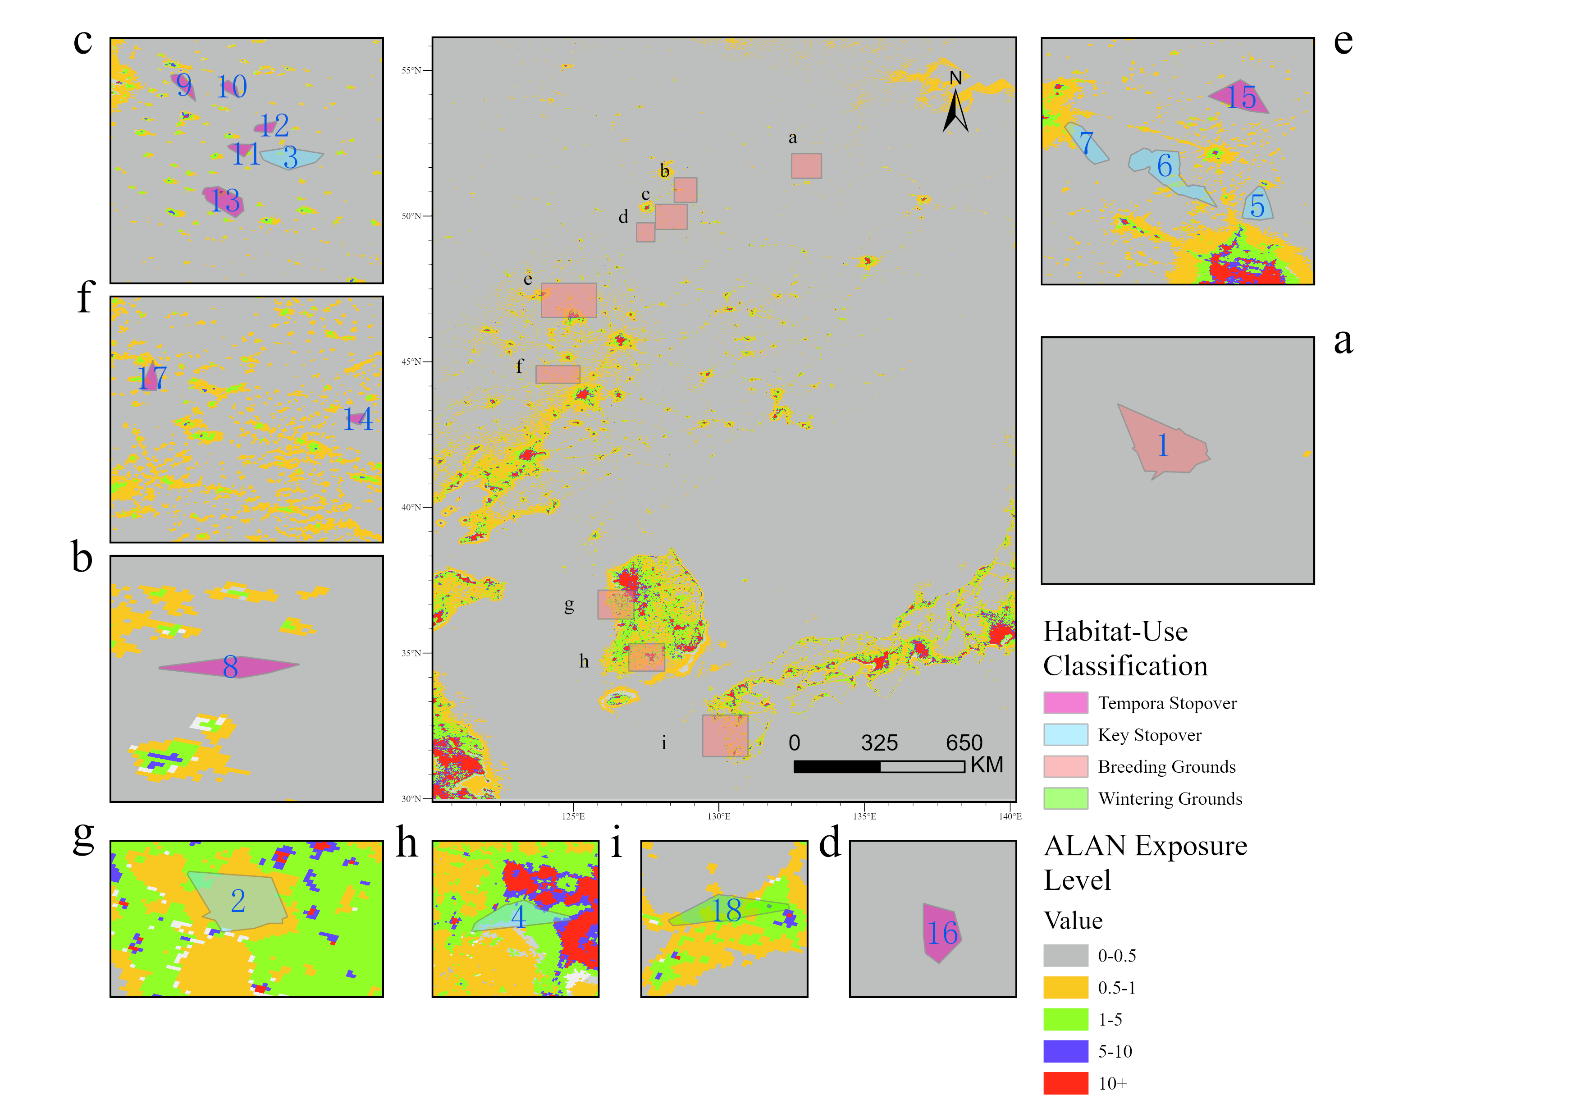 c
9
10
12
11
3
13
f
17
14
b
8
g
2
h
4
i
18
d
16
55°N
50°N
45°N
40°N
35°N
30°N
125°E
130°E
135°E
140°E
N
a
b
c
d
e
f
g
h
i
0 325 650
KM
e
15
7
6
5
a
1
Habitat-Use
Classification
Tempora Stopover
Key Stopover
Breeding Grounds
Wintering Grounds
ALAN Exposure
Level
Value
0-0.5
0.5-1
1-5
5-10
10+